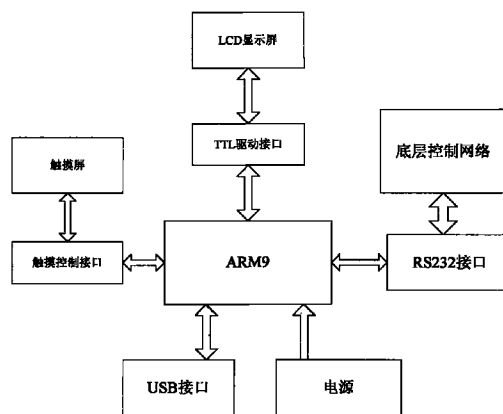 LCD显示屏
TTL驱动接口
触摸屏
底层控制网络
触摸控制接口
ARM9
RS232接口
USB接口
电源